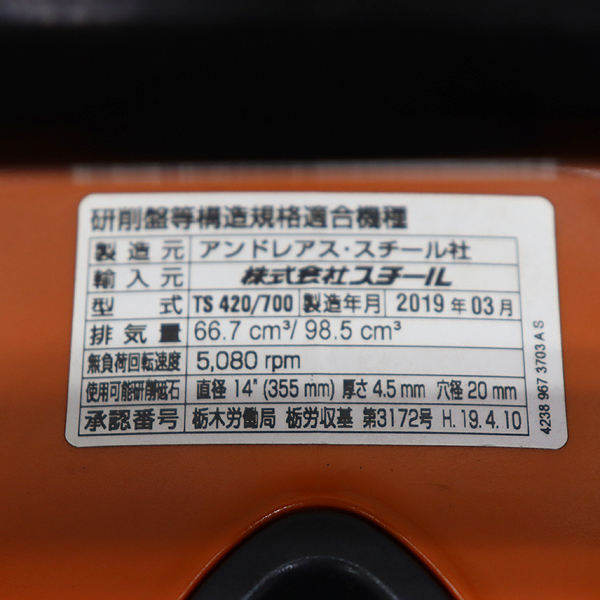 研削盤等構造規格適合機種
製造元 アンドレアス・スチール社
輸入元 株式会社スチール
型式 TS 420/700 製造年月 2019年03月
排気量 66.7 cm³/ 98.5 cm³
無負荷回転速度 5,080 rpm
使用可能研削砥石 直径 14" (355 mm) 厚さ 4.5 mm 穴径 20 mm
承認番号 栃木労働局 栃労収基 第3172号 H.19.4.10
4238 967 3703 A S